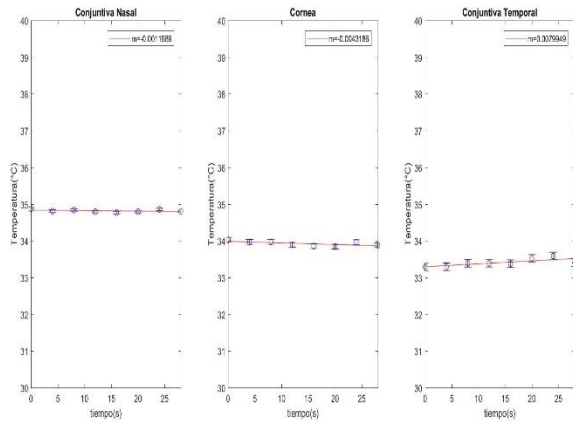 Conjuntiva Nasal
40
39
38
37
36
35
34
33
32
31
30
Temperatura(°C)
m=-0.0011989
0 5 10 15 20 25
tiempo(s)
Cornea
40
39
38
37
36
35
34
33
32
31
30
Temperatura(°C)
m=-0.0043186
0 5 10 15 20 25
tiempo(s)
Conjuntiva Temporal
40
39
38
37
36
35
34
33
32
31
30
Temperatura(°C)
m=0.0079949
0 5 10 15 20 25
tiempo(s)